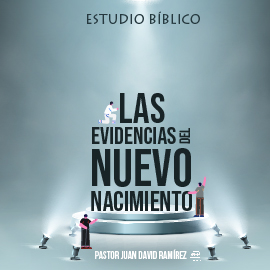 ESTUDIO BÍBLICO
LAS
EVIDENCIAS DEL
NUEVO
NACIMIENTO
PASTOR JUAN DAVID RAMÍREZ